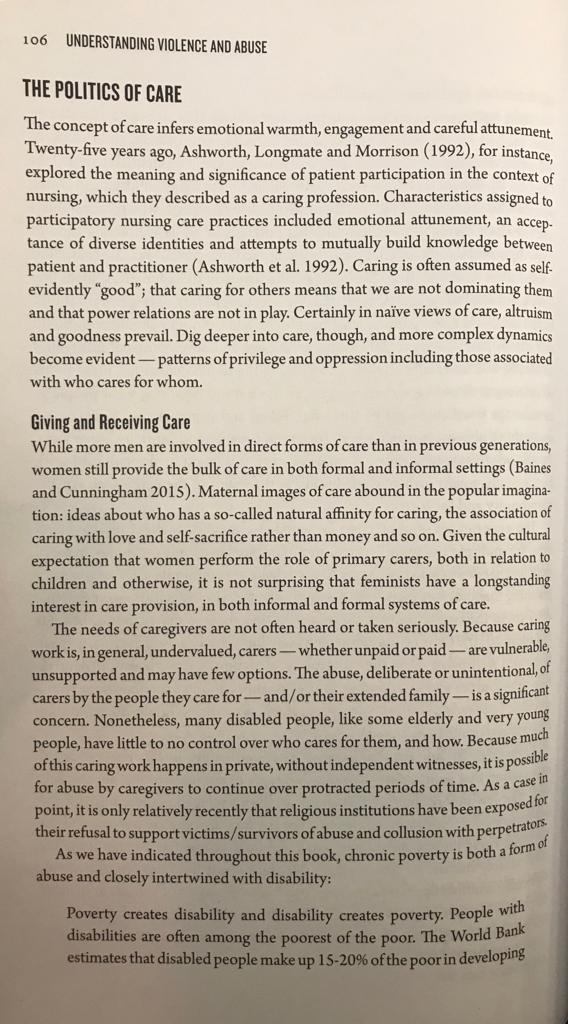 106 UNDERSTANDING VIOLENCE AND ABUSE
THE POLITICS OF CARE
The concept of care infers emotional warmth, engagement and careful attunement.
Twenty-five years ago, Ashworth, Longmate and Morrison (1992), for instance,
explored the meaning and significance of patient participation in the context of
nursing, which they described as a caring profession. Characteristics assigned to
participatory nursing care practices included emotional attunement, an accep-
tance of diverse identities and attempts to mutually build knowledge between
patient and practitioner (Ashworth et al. 1992). Caring is often assumed as self-
evidently “good”; that caring for others means that we are not dominating them
and that power relations are not in play. Certainly in naïve views of care, altruism
and goodness prevail. Dig deeper into care, though, and more complex dynamics
become evident — patterns of privilege and oppression including those associated
with who cares for whom.
Giving and Receiving Care
While more men are involved in direct forms of care than in previous generations,
women still provide the bulk of care in both formal and informal settings (Baines
and Cunningham 2015). Maternal images of care abound in the popular imagina-
tion: ideas about who has a so-called natural affinity for caring, the association of
caring with love and self-sacrifice rather than money and so on. Given the cultural
expectation that women perform the role of primary carers, both in relation to
children and otherwise, it is not surprising that feminists have a longstanding
interest in care provision, in both informal and formal systems of care.
The needs of caregivers are not often heard or taken seriously. Because caring
work is, in general, undervalued, carers — whether unpaid or paid — are vulnerable,
unsupported and may have few options. The abuse, deliberate or unintentional, of
carers by the people they care for — and/or their extended family — is a significant
concern. Nonetheless, many disabled people, like some elderly and very young
people, have little to no control over who cares for them, and how. Because much
of this caring work happens in private, without independent witnesses, it is possible
for abuse by caregivers to continue over protracted periods of time. As a case in
point, it is only relatively recently that religious institutions have been exposed for
their refusal to support victims/survivors of abuse and collusion with perpetrators.
As we have indicated throughout this book, chronic poverty is both a form of
abuse and closely intertwined with disability:
Poverty creates disability and disability creates poverty. People with
disabilities are often among the poorest of the poor. The World Bank
estimates that disabled people make up 15-20% of the poor in developing